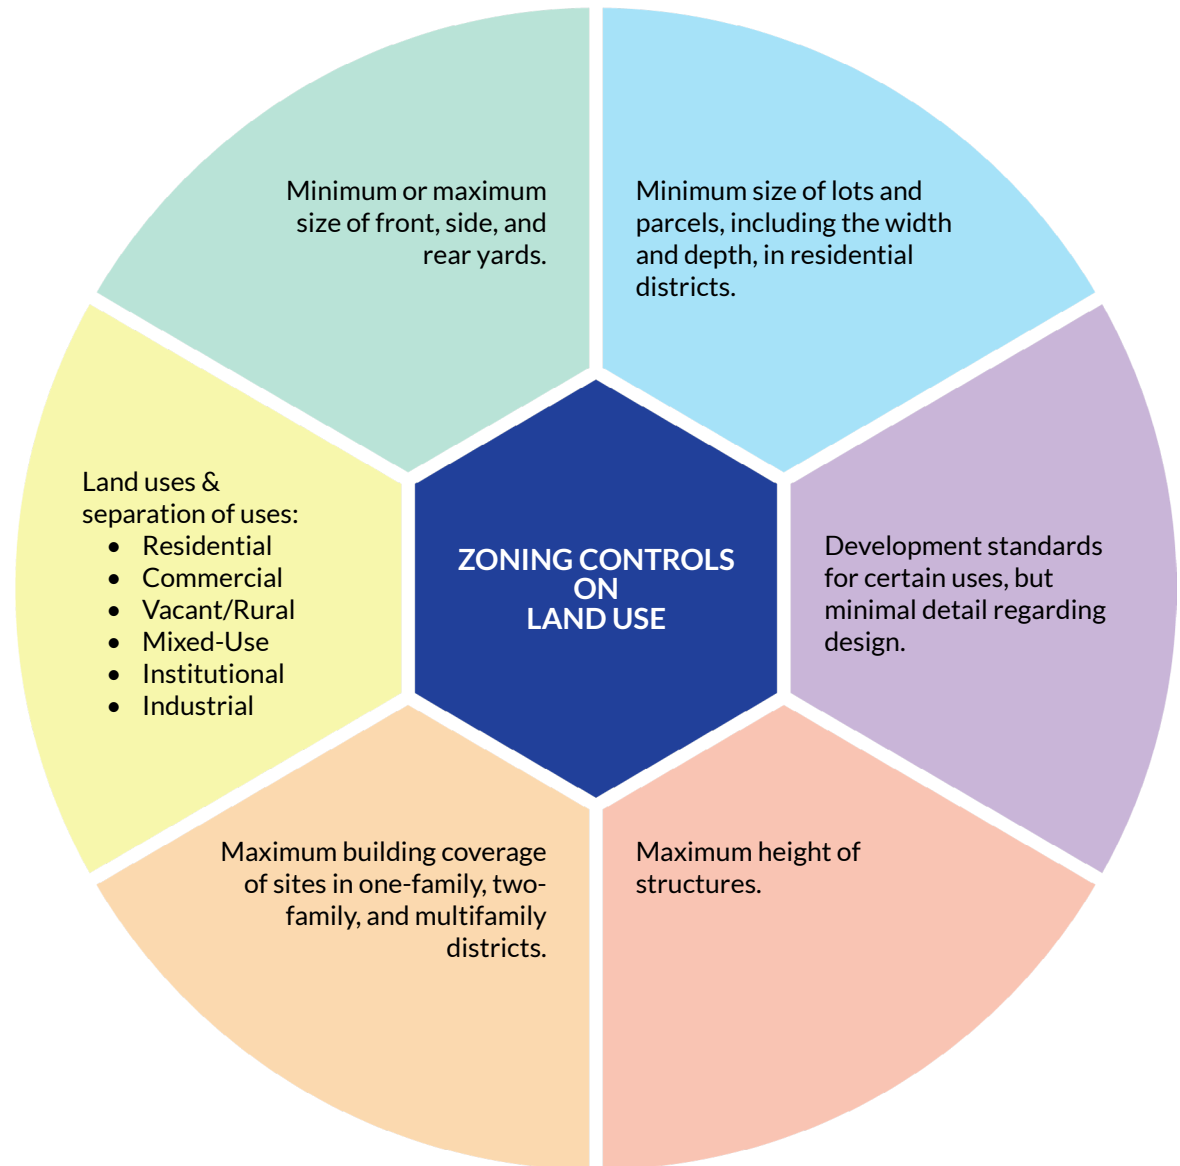 Minimum or maximum
size of front, side, and
rear yards.
Minimum size of lots and
parcels, including the width
and depth, in residential
districts.
Land uses &
separation of uses:
• Residential
• Commercial
• Vacant/Rural
• Mixed-Use
• Institutional
• Industrial
ZONING CONTROLS
ON
LAND USE
Development standards
for certain uses, but
minimal detail regarding
design.
Maximum building coverage
of sites in one-family, two-
family, and multifamily
districts.
Maximum height of
structures.